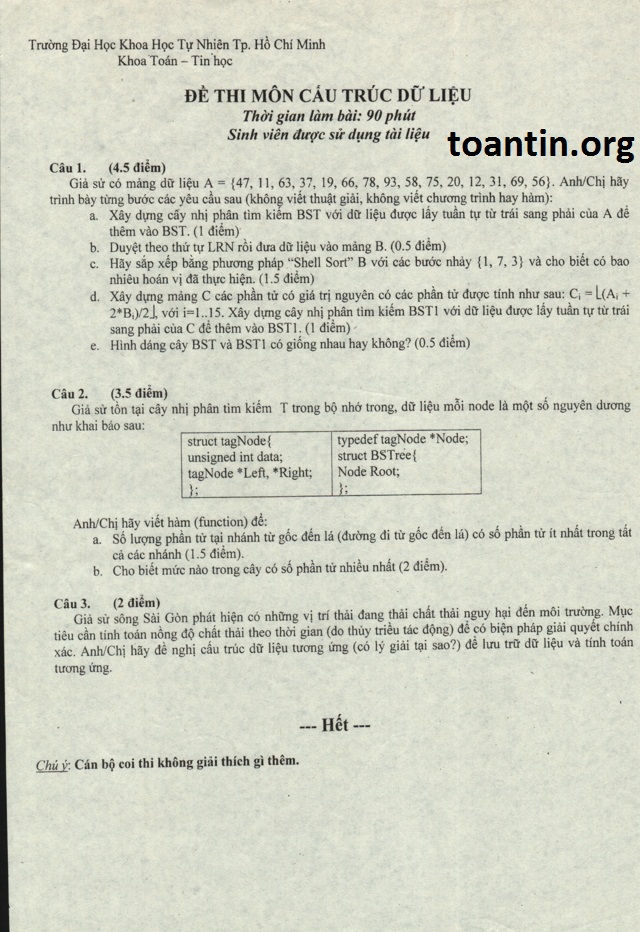 Trường Đại Học Khoa Học Tự Nhiên Tp. Hồ Chí Minh
Khoa Toán – Tin học
ĐỀ THI MÔN CẤU TRÚC DỮ LIỆU
Thời gian làm bài: 90 phút
Sinh viên được sử dụng tài liệu
toantin.org
Câu 1. (4.5 điểm)
Giả sử có mảng dữ liệu A = {47, 11, 63, 37, 19, 66, 78, 93, 58, 75, 20, 12, 31, 69, 56}. Anh/Chị hãy
trình bày từng bước các yêu cầu sau (không viết thuật giải, không viết chương trình hay hàm):
a. Xây dựng cấy nhị phân tìm kiếm BST với dữ liệu được lấy tuần tự từ trái sang phải của A để
thêm vào BST. (1 điểm)
b. Duyệt theo thứ tự LRN rồi đưa dữ liệu vào mảng B. (0.5 điểm)
c. Hãy sắp xếp bằng phương pháp “Shell Sort” B với các bước nhảy {1, 7, 3} và cho biết có bao
nhiêu hoán vị đã thực hiện. (1.5 điểm)
d. Xây dựng mảng C các phần tử có giá trị nguyên có các phần tử được tính như sau: Ci = ⌊(Ai +
2*Bi)/2⌋, với i=1..15. Xây dựng cây nhị phân tìm kiếm BST1 với dữ liệu được lấy tuần tự từ trái
sang phải của C để thêm vào BST1. (1 điểm)
e. Hình dáng cây BST và BST1 có giống nhau hay không? (0.5 điểm)
Câu 2. (3.5 điểm)
Giả sử tồn tại cây nhị phân tìm kiếm T trong bộ nhớ trong, dữ liệu mỗi node là một số nguyên dương
như khai báo sau:
struct tagNode{
unsigned int data;
tagNode *Left, *Right;
};
typedef tagNode *Node;
struct BSTree{
Node Root;
};
Anh/Chị hãy viết hàm (function) để:
a. Số lượng phần tử tại nhánh từ gốc đến lá (đường đi từ gốc đến lá) có số phần tử ít nhất trong tất
cả các nhánh (1.5 điểm).
b. Cho biết mức nào trong cây có số phần tử nhiều nhất (2 điểm).
Câu 3. (2 điểm)
Giả sử sông Sài Gòn phát hiện có những vị trí thải đang thải chất thải nguy hại đến môi trường. Mục
tiêu cần tính toán nồng độ chất thải theo thời gian (do thủy triều tác động) để có biện pháp giải quyết chính
xác. Anh/Chị hãy đề nghị cấu trúc dữ liệu tương ứng (có lý giải tại sao?) để lưu trữ dữ liệu và tính toán
tương ứng.
--- Hết ---
Chú ý: Cán bộ coi thi không giải thích gì thêm.